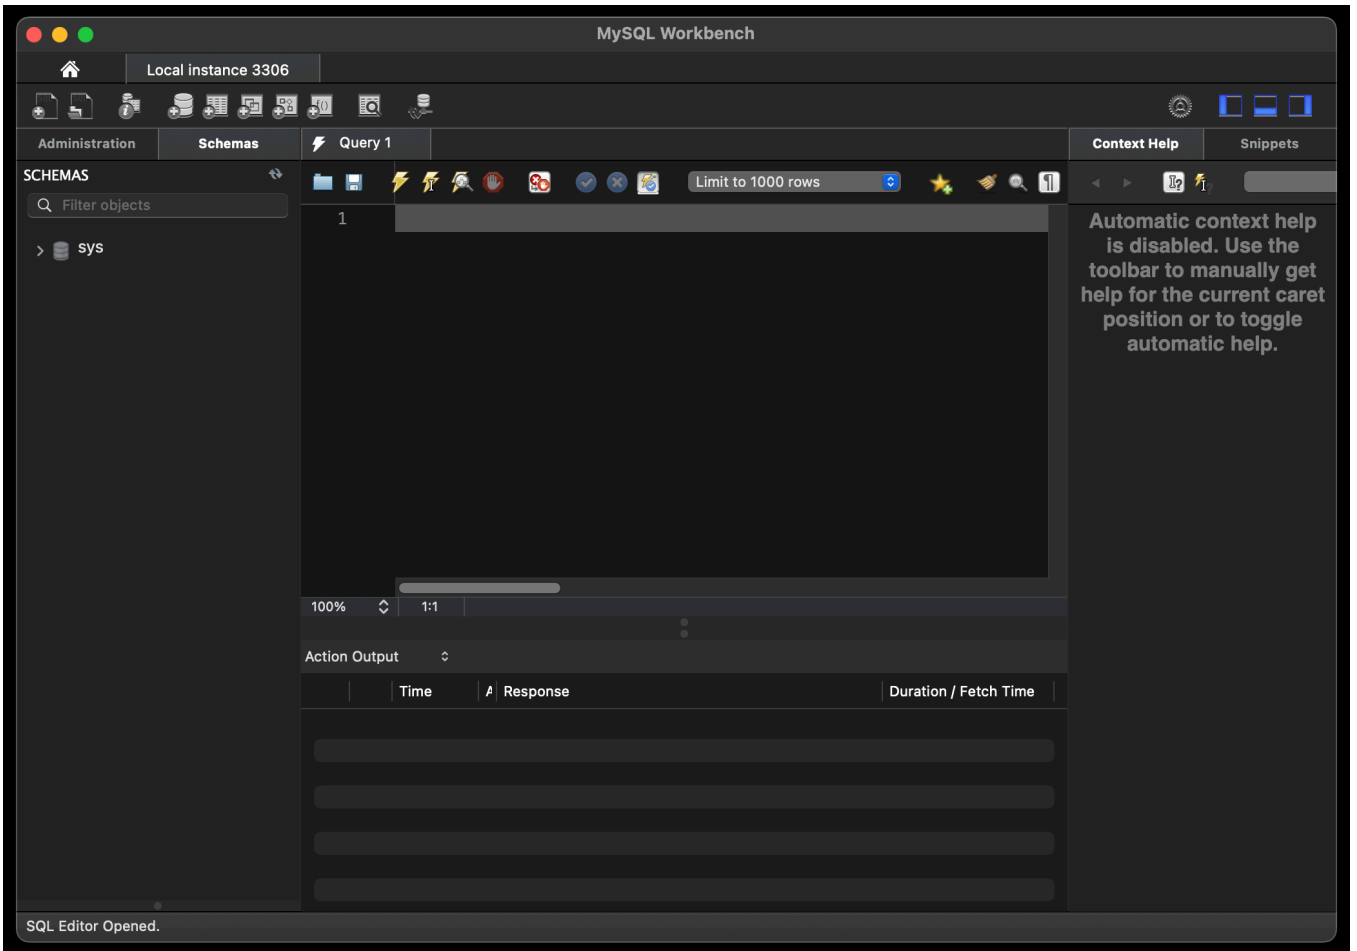 MySQL Workbench
Local instance 3306
Administration
Schemas
Query 1
Context Help
Snippets
SCHEMAS
Filter objects
sys
Limit to 1000 rows
1
Automatic context help
is disabled. Use the
toolbar to manually get
help for the current caret
position or to toggle
automatic help.
100%
1:1
Action Output
Time
A
Response
Duration / Fetch Time
SQL Editor Opened.